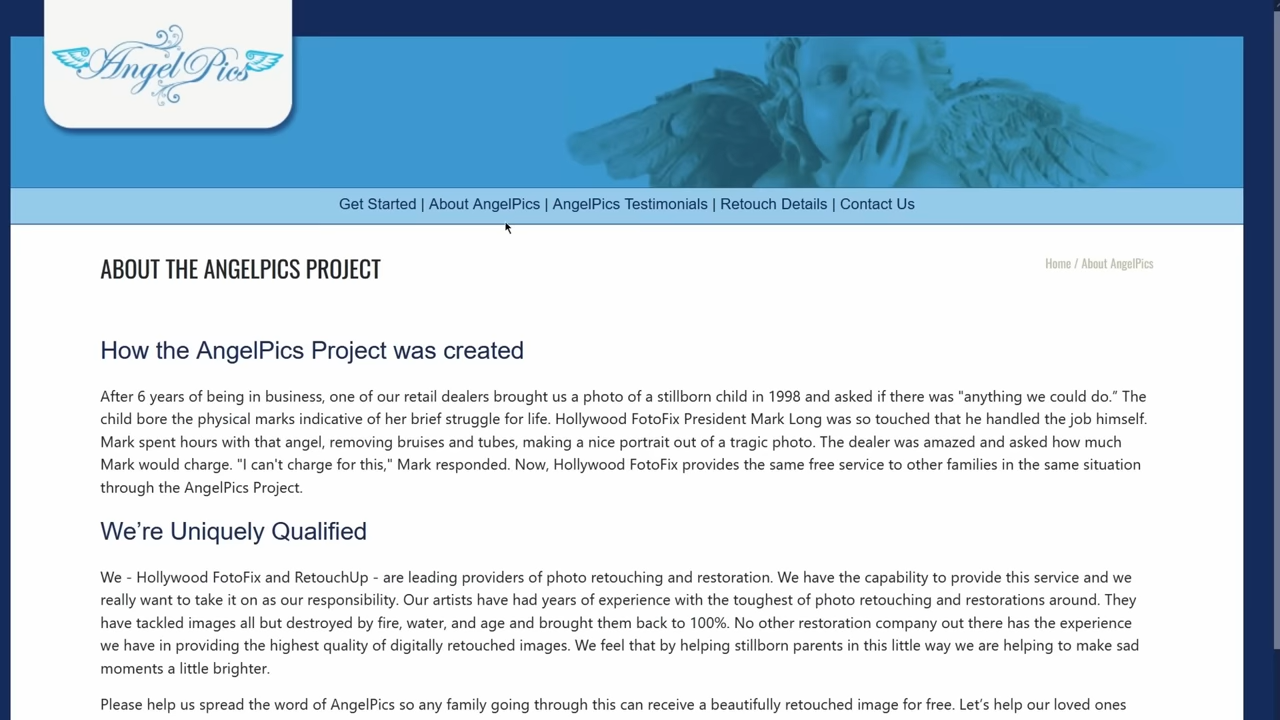 AngelPics
Get Started | About AngelPics | AngelPics Testimonials | Retouch Details | Contact Us
ABOUT THE ANGELPICS PROJECT
Home / About AngelPics
How the AngelPics Project was created
After 6 years of being in business, one of our retail dealers brought us a photo of a stillborn child in 1998 and asked if there was "anything we could do.” The
child bore the physical marks indicative of her brief struggle for life. Hollywood FotoFix President Mark Long was so touched that he handled the job himself.
Mark spent hours with that angel, removing bruises and tubes, making a nice portrait out of a tragic photo. The dealer was amazed and asked how much
Mark would charge. "I can't charge for this," Mark responded. Now, Hollywood FotoFix provides the same free service to other families in the same situation
through the AngelPics Project.
We’re Uniquely Qualified
We - Hollywood FotoFix and RetouchUp - are leading providers of photo retouching and restoration. We have the capability to provide this service and we
really want to take it on as our responsibility. Our artists have had years of experience with the toughest of photo retouching and restorations around. They
have tackled images all but destroyed by fire, water, and age and brought them back to 100%. No other restoration company out there has the experience
we have in providing the highest quality of digitally retouched images. We feel that by helping stillborn parents in this little way we are helping to make sad
moments a little brighter.
Please help us spread the word of AngelPics so any family going through this can receive a beautifully retouched image for free. Let’s help our loved ones